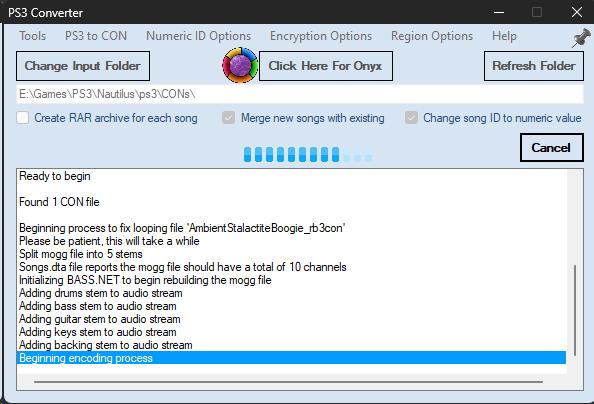 PS3 Converter
Tools PS3 to CON Numeric ID Options Encryption Options Region Options Help
Change Input Folder Click Here For Onyx Refresh Folder
E:\Games\PS3\Nautilus\ps3\CONs\
Create RAR archive for each song Merge new songs with existing Change song ID to numeric value
Cancel
Ready to begin
Found 1 CON file
Beginning process to fix looping file 'AmbientStalactiteBoogie_rb3con'
Please be patient, this will take a while
Split mogg file into 5 stems
Songs.dta file reports the mogg file should have a total of 10 channels
Initializing BASS.NET to begin rebuilding the mogg file
Adding drums stem to audio stream
Adding bass stem to audio stream
Adding guitar stem to audio stream
Adding keys stem to audio stream
Adding backing stem to audio stream
Beginning encoding process